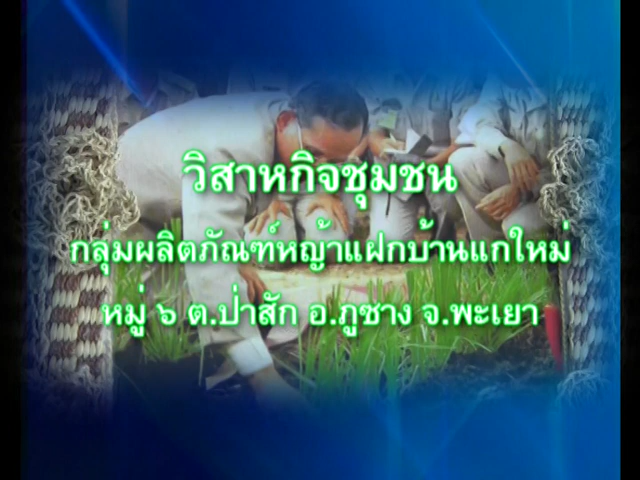 วิสาหกิจชุมชน
กลุ่มผลิตภัณฑ์หญ้าแฝกบ้านแกใหม่
หมู่ ๖ ต.ป่าสัก อ.ภูซาง จ.พะเยา